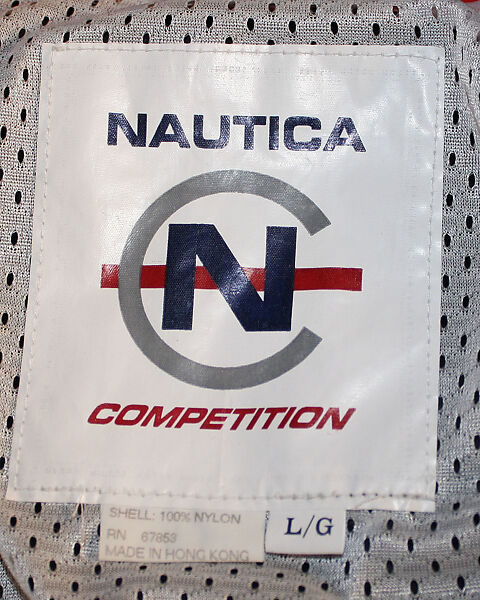 NAUTICA
N
COMPETITION
SHELL: 100% NYLON
RN 67853
MADE IN HONG KONG
L/G